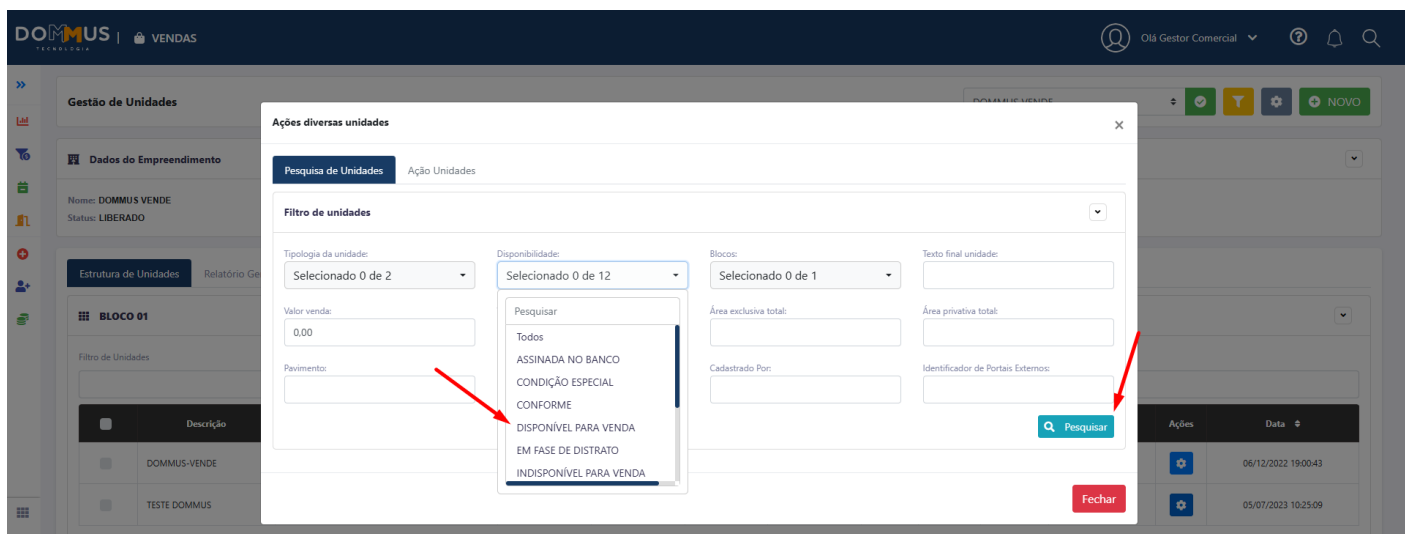 DOMMUS | VENDAS
TECNOLOGIA
Olá Gestor Comercial
Gestão de Unidades
DOMMUS VENDE
NOVO
Dados do Empreendimento
Nome: DOMMUS VENDE
Status: LIBERADO
Estrutura de Unidades Relatório Ge
BLOCO 01
Filtro de Unidades
Descrição Ações Data
DOMMUS-VENDE 06/12/2022 19:00:43
TESTE DOMMUS 05/07/2023 10:25:09
Ações diversas unidades ×
Pesquisa de Unidades Ação Unidades
Filtro de unidades
Tipologia da unidade: Disponibilidade: Blocos: Texto final unidade:
Selecionado 0 de 2 Selecionado 0 de 12 Selecionado 0 de 1
Valor venda: Área exclusiva total: Área privativa total:
0,00
Pavimento: Cadastrado Por: Identificador de Portais Externos:
Pesquisar
Todos
ASSINADA NO BANCO
CONDIÇÃO ESPECIAL
CONFORME
DISPONÍVEL PARA VENDA
EM FASE DE DISTRATO
INDISPONÍVEL PARA VENDA
Pesquisar
Fechar